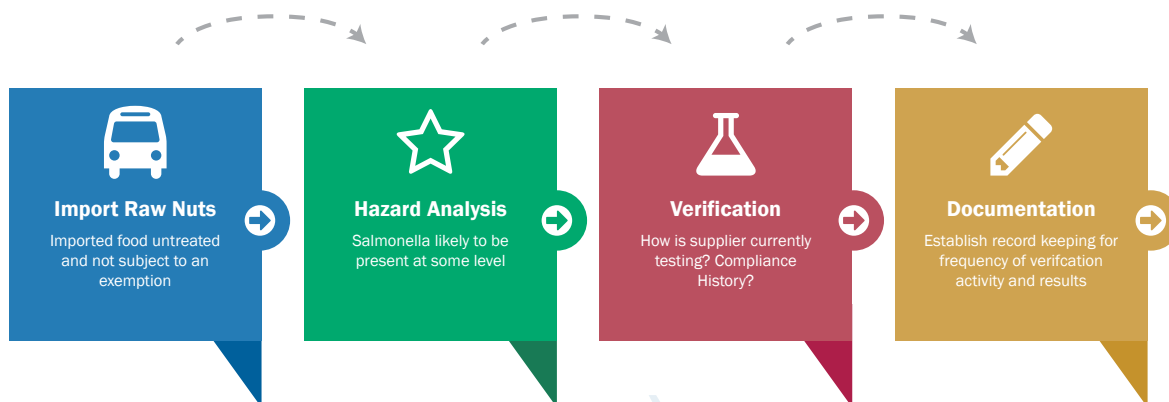 Import Raw Nuts
Imported food untreated
and not subject to an
exemption
Hazard Analysis
Salmonella likely to be
present at some level
Verification
How is supplier currently
testing? Compliance
History?
Documentation
Establish record keeping for
frequency of verifcation
activity and results